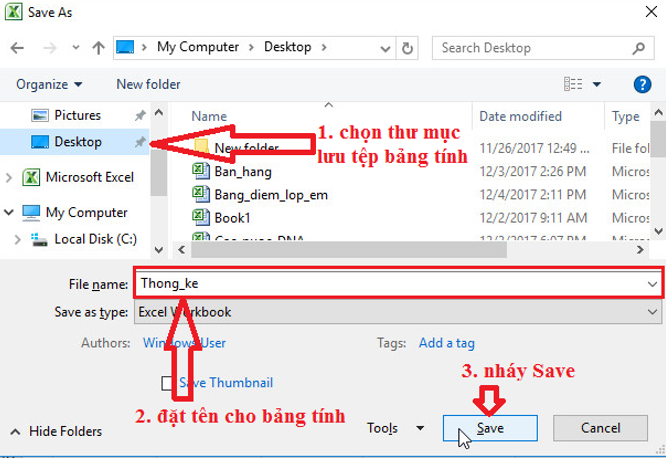 Save As
My Computer > Desktop >
Search Desktop
Organize
New folder
Name
Date modified
Type
Pictures
Desktop
Microsoft Excel
My Computer
Local Disk (C:)
New folder
11/26/2017 12:49 ...
File fol
Ban_hang
12/3/2017 2:26 PM
Micros
Bang_diem_lop_em
12/4/2017 2:11 PM
Micros
Book1
12/2/2017 9:11 AM
Micros
1. chọn thư mục
lưu tệp bảng tính
File name:
Thong_ke
Save as type:
Excel Workbook
Authors:
Windows User
Tags:
Add a tag
Save Thumbnail
3. nháy Save
2. đặt tên cho bảng tính
Hide Folders
Tools
Save
Cancel